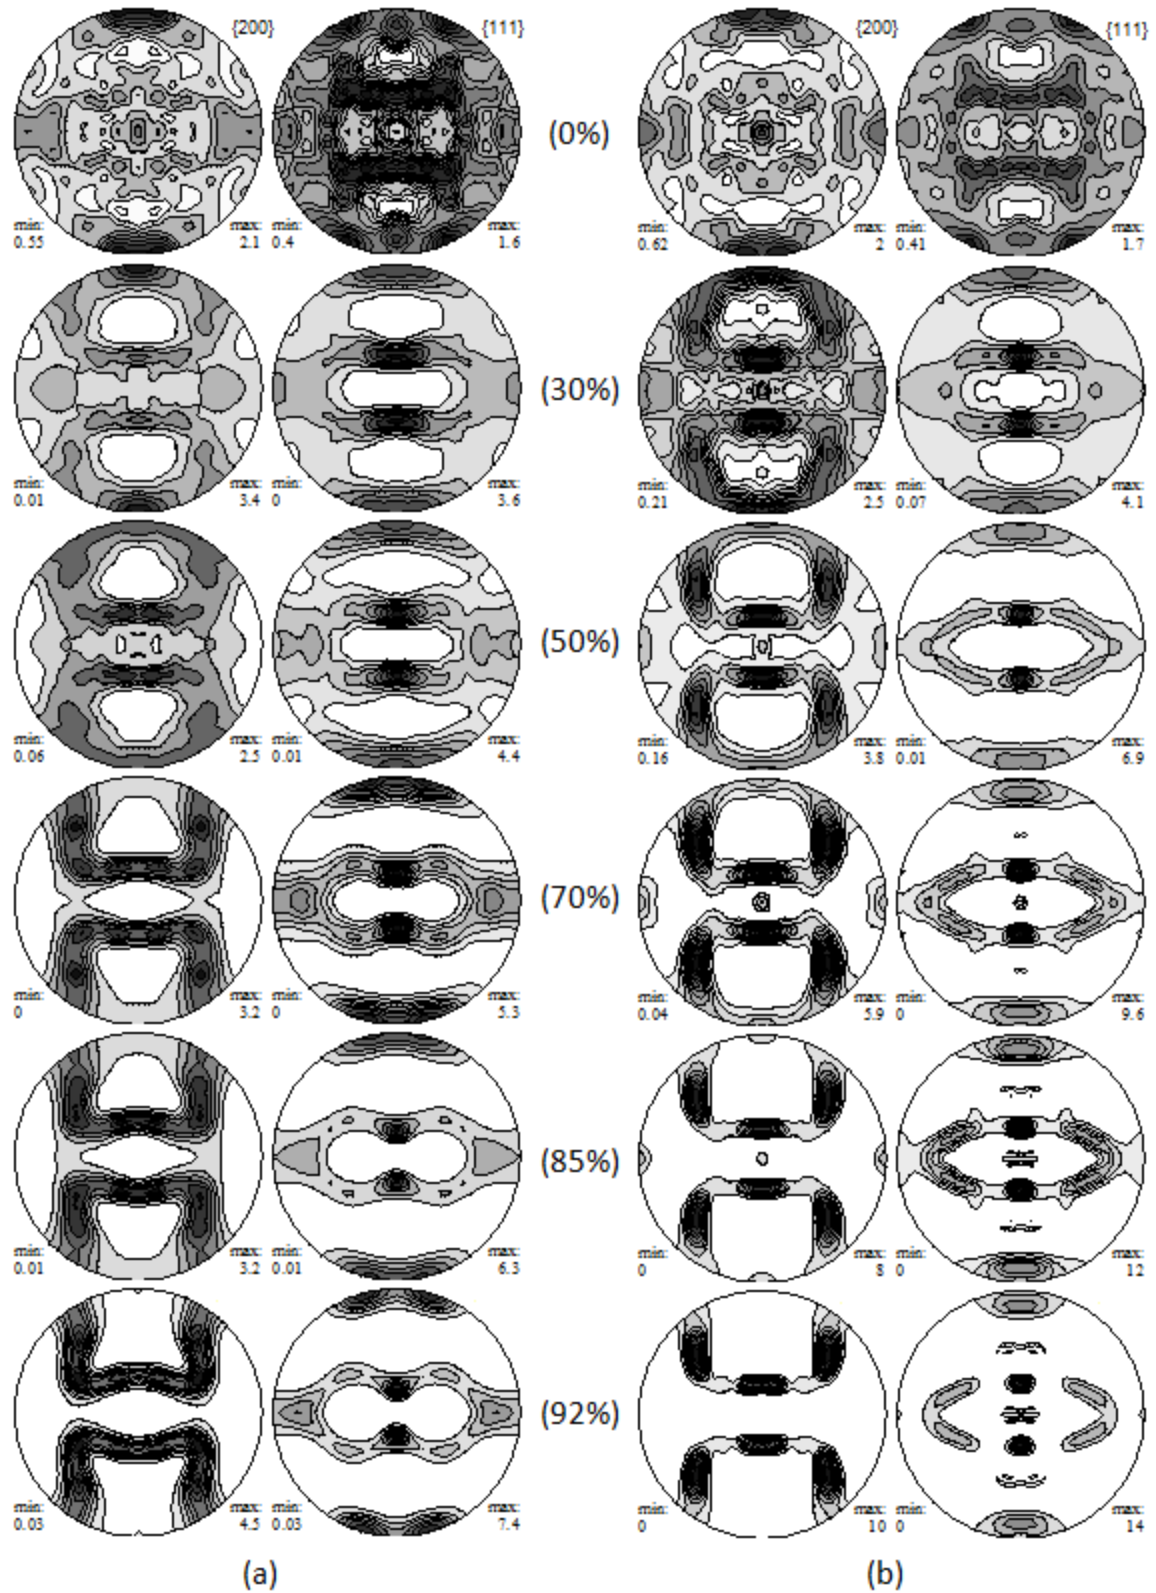 {200} {111} {200} {111}
(0%)
min: max: min: max: min: max: min: max:
0.55 2.1 0.4 1.6 0.62 2 0.41 1.7
(30%)
min: max: min: max: min: max: min: max:
0.01 3.4 0 3.6 0.21 2.5 0.07 4.1
(50%)
min: max: min: max: min: max: min: max:
0.06 2.5 0.01 4.4 0.16 3.8 0.01 6.9
(70%)
min: max: min: max: min: max: min: max:
0 3.2 0 5.3 0.04 5.9 0 9.6
(85%)
min: max: min: max: min: max: min: max:
0.01 3.2 0.01 6.3 0 8 0 12
(92%)
min: max: min: max: min: max: min: max:
0.03 4.5 0.03 7.4 0 10 0 14
(a) (b)